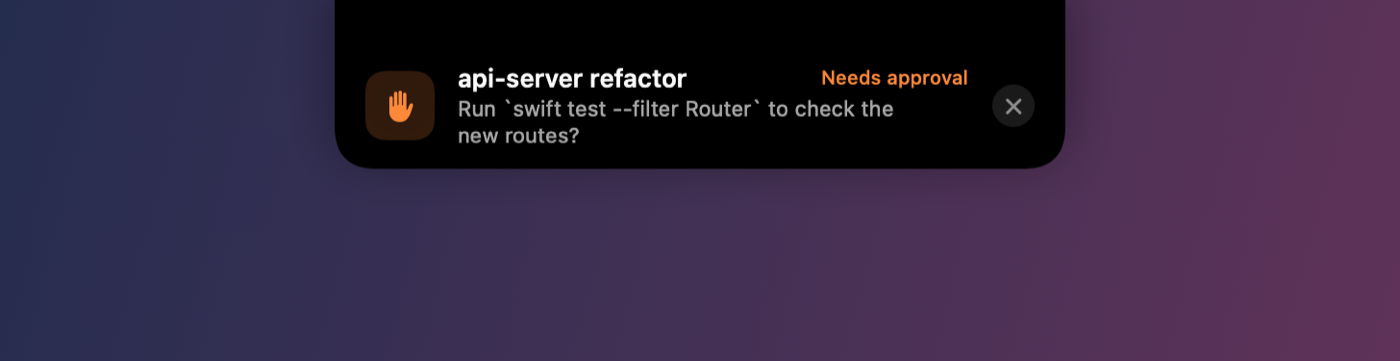 api-server refactor
Needs approval
Run `swift test --filter Router` to check the
new routes?